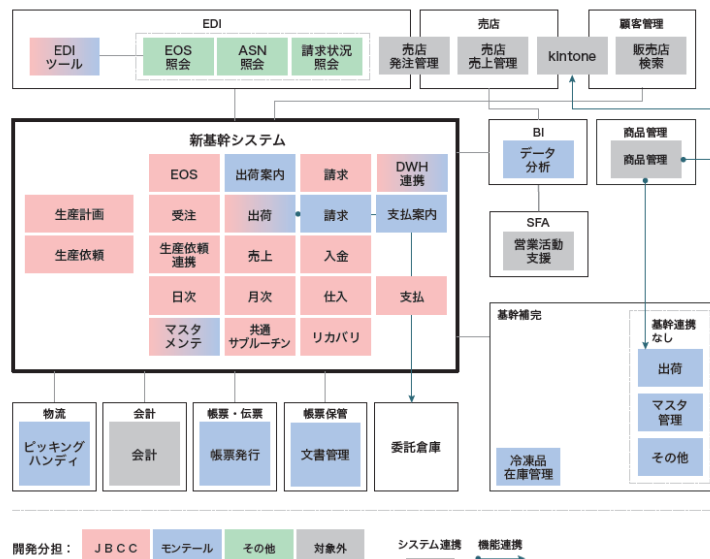 EDI
売店
顧客管理
EDI
ツール
EOS
照会
ASN
照会
請求状況
照会
売店
発注管理
売店
売上管理
kintone
販売店
検索
新基幹システム
EOS
出荷案内
請求
DWH
連携
生産計画
受注
出荷
請求
支払案内
生産依頼
生産依頼
連携
売上
入金
日次
月次
仕入
支払
マスタ
メンテ
共通
サブルーチン
リカバリ
BI
データ
分析
商品管理
商品管理
SFA
営業活動
支援
基幹補完
基幹連携
なし
出荷
マスタ
管理
その他
冷凍品
在庫管理
物流
ピッキング
ハンディ
会計
会計
帳票・伝票
帳票発行
帳票保管
文書管理
委託倉庫
開発分担：
ＪＢＣＣ
モンテール
その他
対象外
システム連携
機能連携